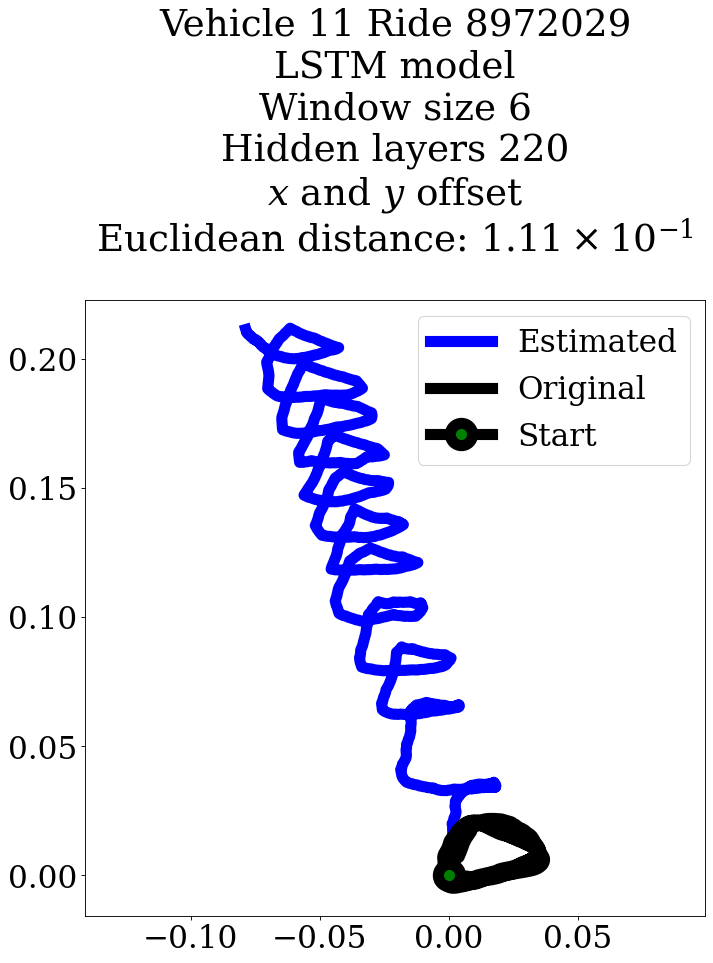 Vehicle 11 Ride 8972029
LSTM model
Window size 6
Hidden layers 220
x and y offset
Euclidean distance: 1.11 × 10⁻¹
Estimated
Original
Start
0.20
0.15
0.10
0.05
0.00
−0.10 −0.05 0.00 0.05